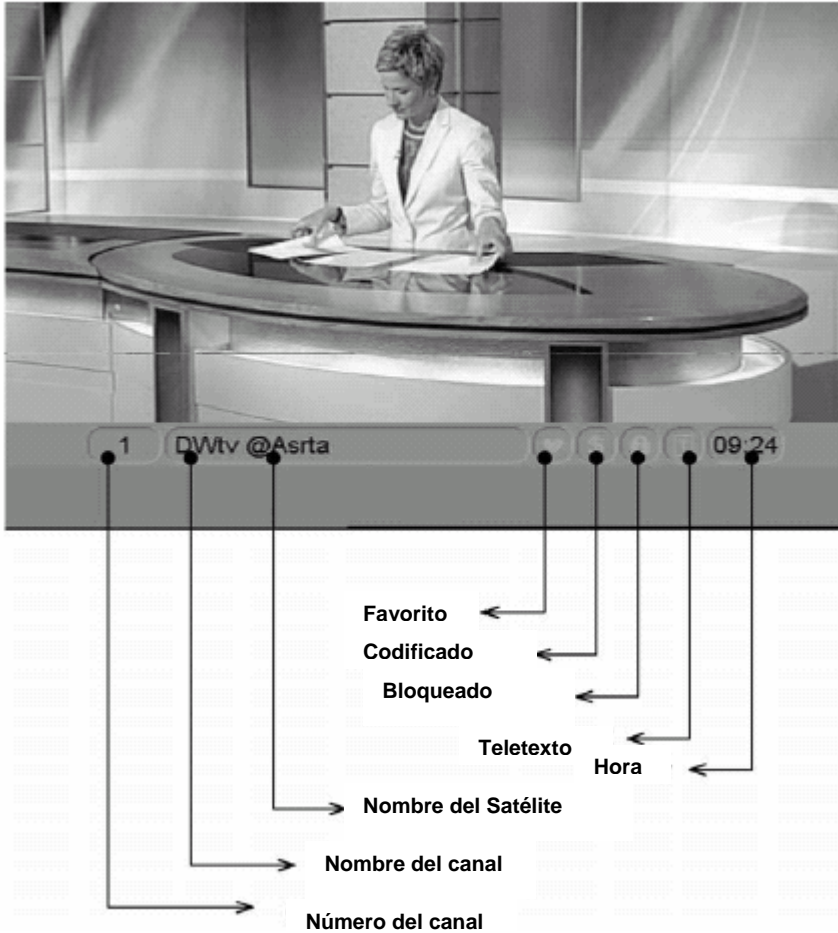 1 DWtv @Asrta $ T 09:24
Favorito
Codificado
Bloqueado
Teletexto
Hora
Nombre del Satélite
Nombre del canal
Número del canal